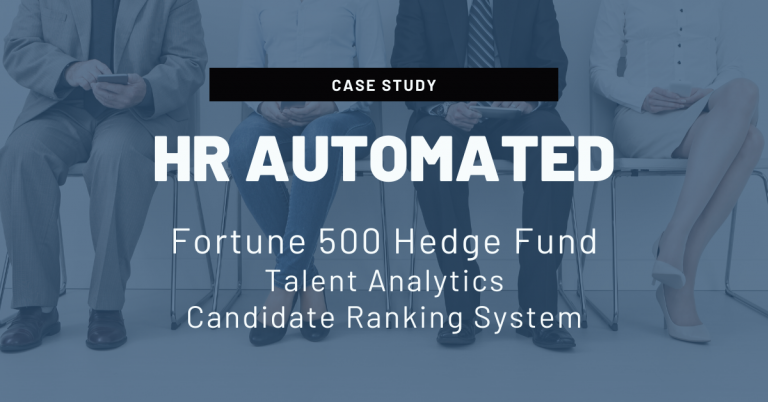 CASE STUDY
HR AUTOMATED
Fortune 500 Hedge Fund
Talent Analytics
Candidate Ranking System